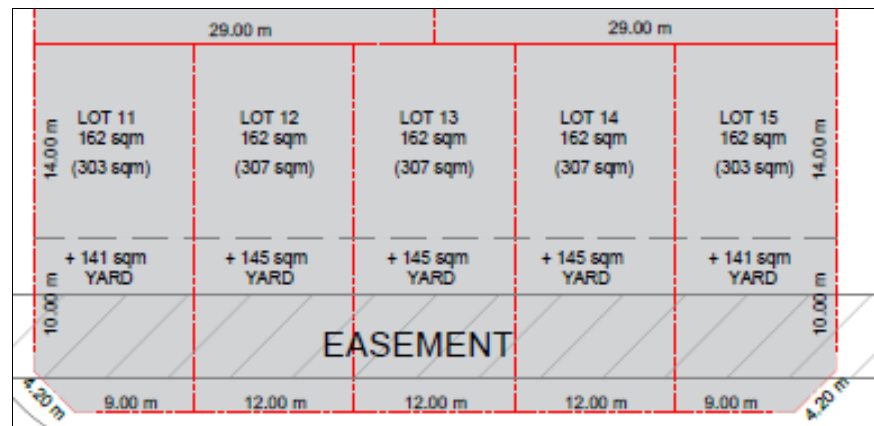 29.00 m
29.00 m
14.00 m
LOT 11
162 sqm
(303 sqm)
LOT 12
162 sqm
(307 sqm)
LOT 13
162 sqm
(307 sqm)
LOT 14
162 sqm
(307 sqm)
LOT 15
162 sqm
(303 sqm)
14.00 m
+ 141 sqm
YARD
+ 145 sqm
YARD
+ 145 sqm
YARD
+ 145 sqm
YARD
+ 141 sqm
YARD
10.00 m
10.00 m
EASEMENT
4.20 m
9.00 m
12.00 m
12.00 m
12.00 m
9.00 m
4.20 m